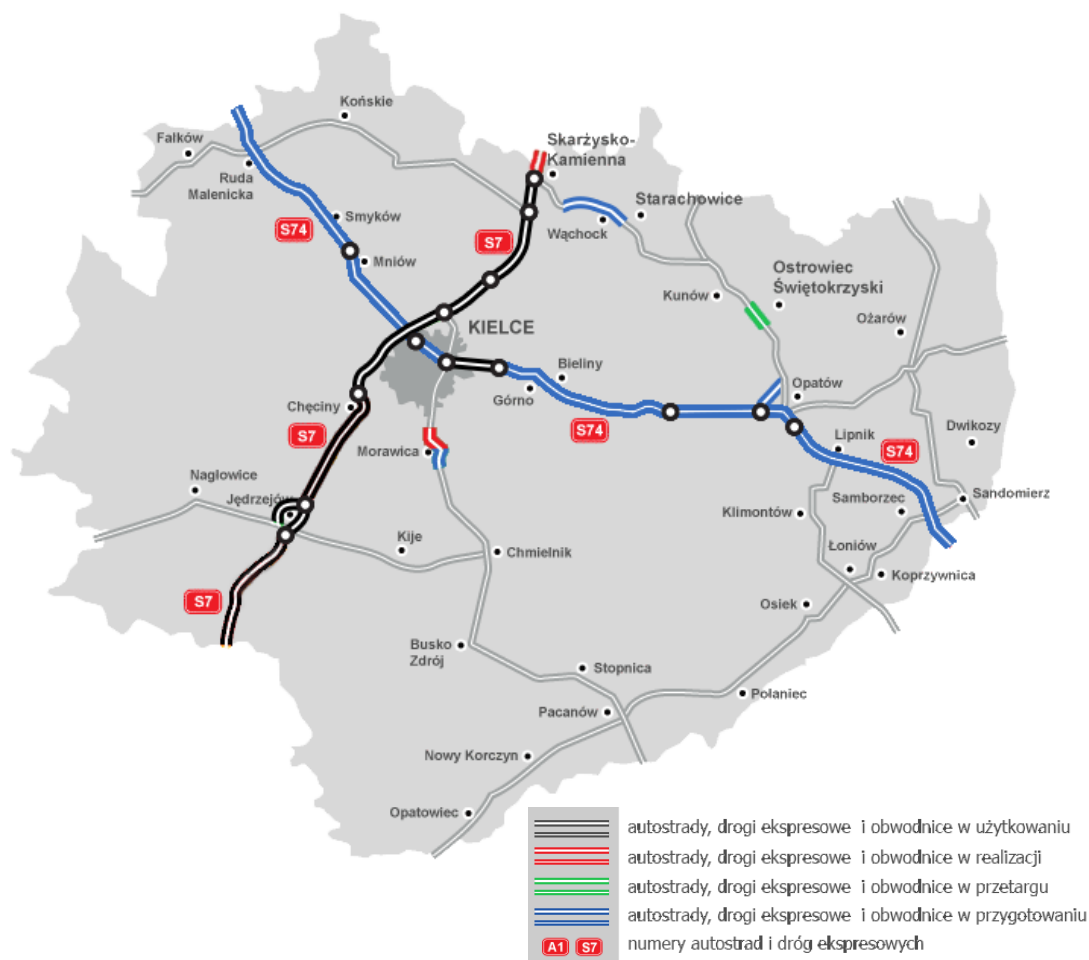 Końskie
Fałków
Skarżysko-
Kamienna
Ruda
Malenicka
Starachowice
Smyków
S74
Wąchock
S7
Mniów
Ostrowiec
Świętokrzyski
Kunów
Ożarów
KIELCE
Bieliny
Opatów
Górno
Chęciny
S74
Lipnik
Dwikozy
S7
Morawica
S74
Nagłowice
Jędrzejów
Samborzec
Sandomierz
Klimontów
Kije
Chmielnik
Łoniów
Koprzywnica
S7
Osiek
Busko
Zdrój
Stopnica
Połaniec
Pacanów
Nowy Korczyn
Opatowiec
autostrady, drogi ekspresowe i obwodnice w użytkowaniu
autostrady, drogi ekspresowe i obwodnice w realizacji
autostrady, drogi ekspresowe i obwodnice w przetargu
autostrady, drogi ekspresowe i obwodnice w przygotowaniu
A1 S7 numery autostrad i dróg ekspresowych